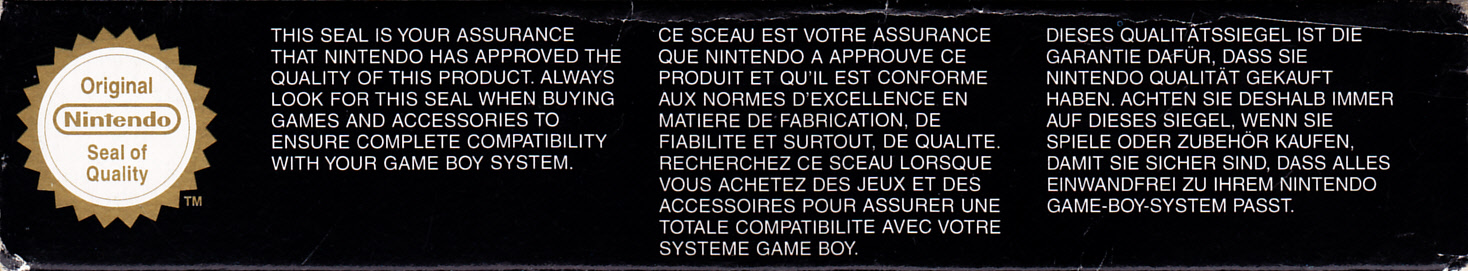 Original
Nintendo
Seal of
Quality
TM
THIS SEAL IS YOUR ASSURANCE
THAT NINTENDO HAS APPROVED THE
QUALITY OF THIS PRODUCT. ALWAYS
LOOK FOR THIS SEAL WHEN BUYING
GAMES AND ACCESSORIES TO
ENSURE COMPLETE COMPATIBILITY
WITH YOUR GAME BOY SYSTEM.
CE SCEAU EST VOTRE ASSURANCE
QUE NINTENDO A APPROUVE CE
PRODUIT ET QU'IL EST CONFORME
AUX NORMES D'EXCELLENCE EN
MATIERE DE FABRICATION, DE
FIABILITE ET SURTOUT, DE QUALITE.
RECHERCHEZ CE SCEAU LORSQUE
VOUS ACHETEZ DES JEUX ET DES
ACCESSOIRES POUR ASSURER UNE
TOTALE COMPATIBILITE AVEC VOTRE
SYSTEME GAME BOY.
DIESES QUALITÄTSSIEGEL IST DIE
GARANTIE DAFÜR, DASS SIE
NINTENDO QUALITÄT GEKAUFT
HABEN. ACHTEN SIE DESHALB IMMER
AUF DIESES SIEGEL, WENN SIE
SPIELE ODER ZUBEHÖR KAUFEN,
DAMIT SIE SICHER SIND, DASS ALLES
EINWANDFREI ZU IHREM NINTENDO
GAME-BOY-SYSTEM PASST.